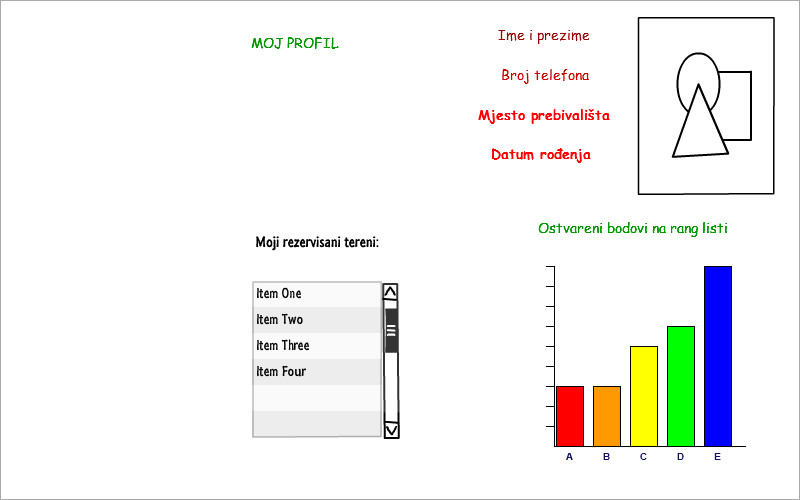 MOJ PROFIL
Ime i prezime
Broj telefona
Mjesto prebivališta
Datum rođenja
Moji rezervisani tereni:
Item One
Item Two
Item Three
Item Four
Ostvareni bodovi na rang listi
A B C D E